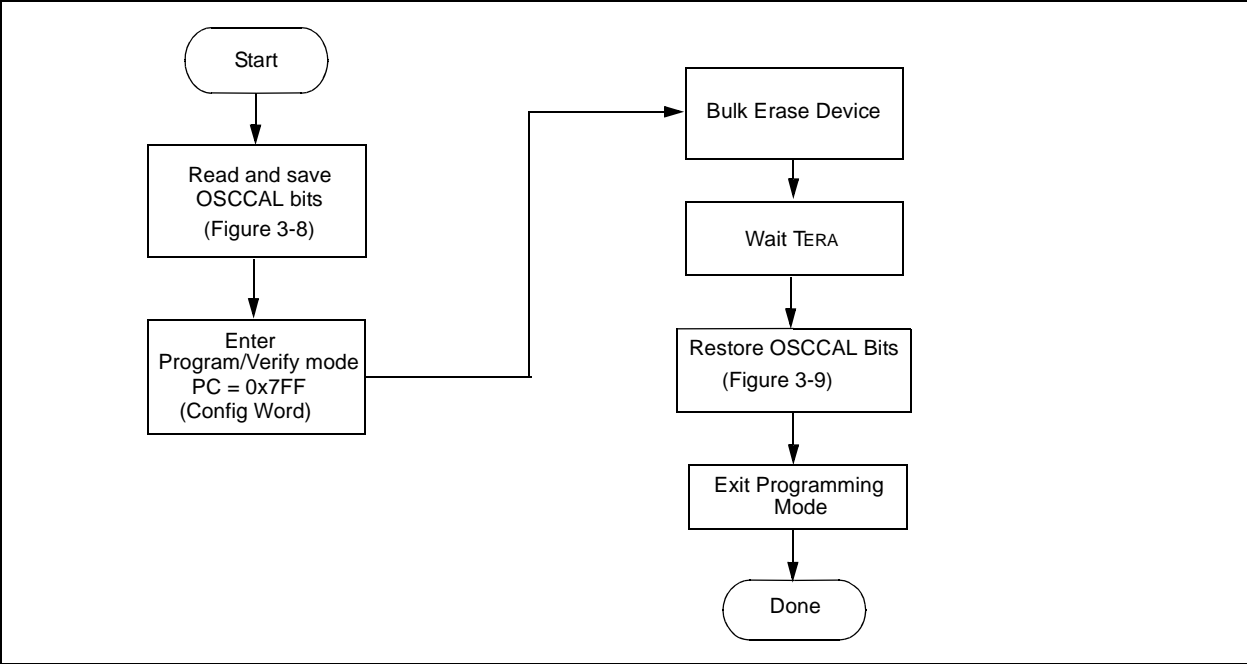 Start
Read and save
OSCCAL bits
(Figure 3-8)
Enter
Program/Verify mode
PC = 0x7FF
(Config Word)
Bulk Erase Device
Wait TERA
Restore OSCCAL Bits
(Figure 3-9)
Exit Programming
Mode
Done